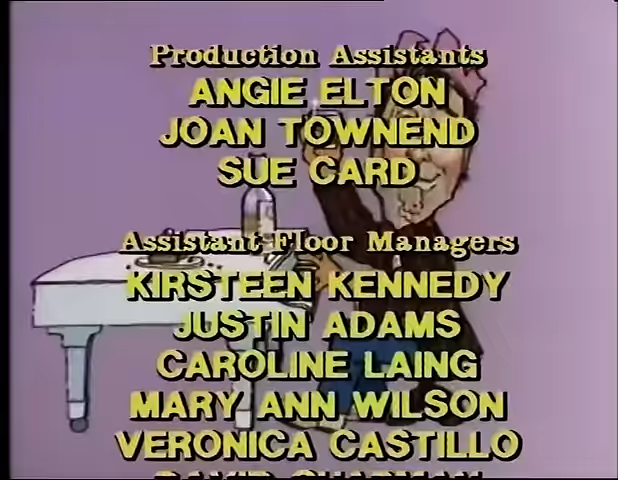 Production Assistants
ANGIE ELTON
JOAN TOWNEND
SUE CARD
Assistant Floor Managers
KIRSTEEN KENNEDY
JUSTIN ADAMS
CAROLINE LAING
MARY ANN WILSON
VERONICA CASTILLO